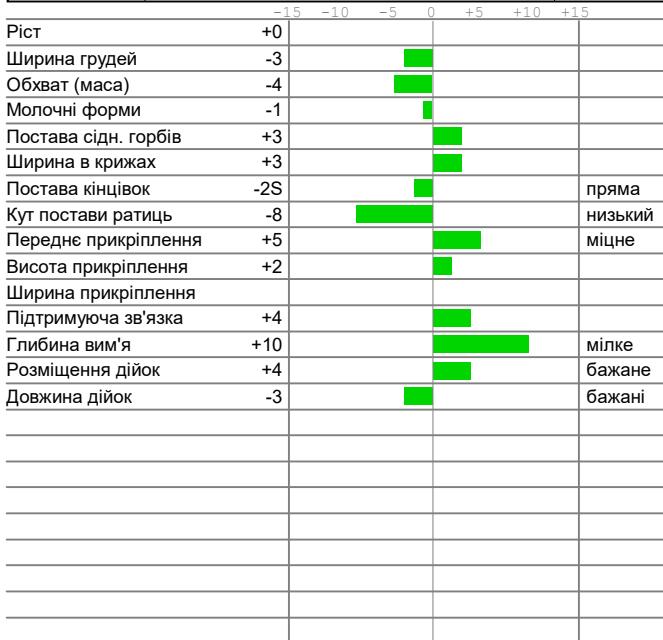 -15 -10 -5 0 +5 +10 +15
Ріст +0
Ширина грудей -3
Обхват (маса) -4
Молочні форми -1
Постава сідн. горбів +3
Ширина в крижах +3
Постава кінцівок -2S пряма
Кут постави ратиць -8 низький
Переднє прикріплення +5 міцне
Висота прикріплення +2
Ширина прикріплення
Підтримуюча зв'язка +4
Глибина вим'я +10 мілке
Розміщення дійок +4 бажане
Довжина дійок -3 бажані